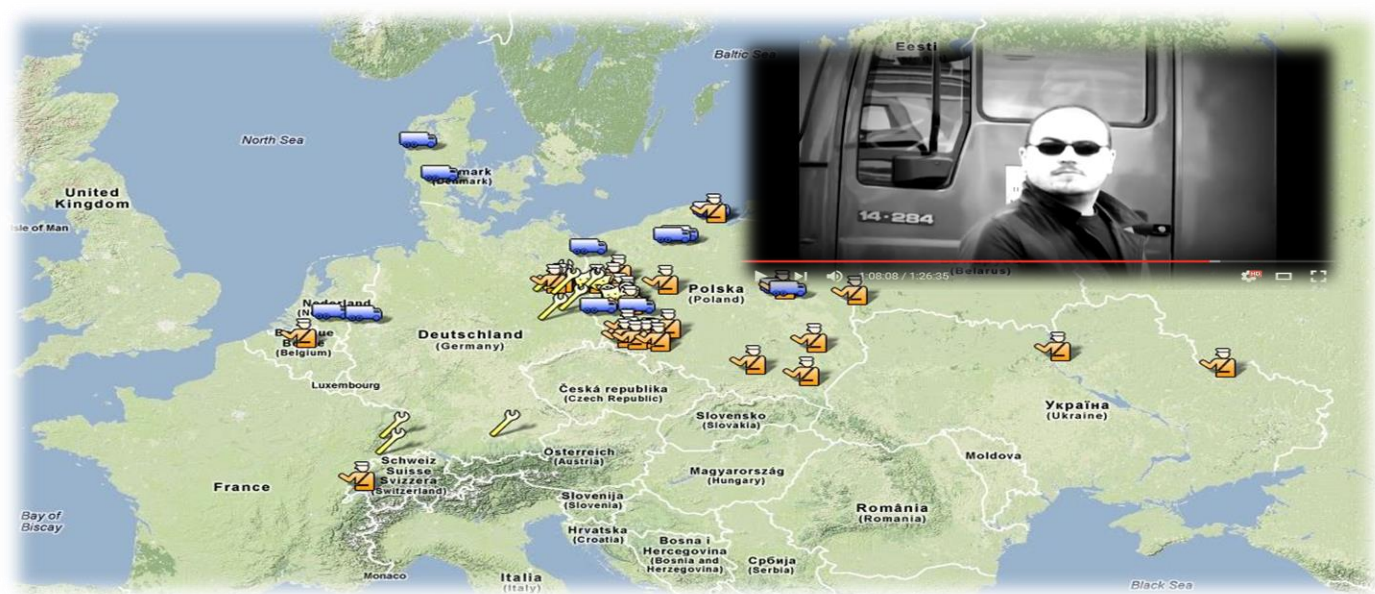 Baltic Sea
Eesti
North Sea
United
Kingdom
Isle of Man
(Denmark)
14-284
1:08:08 / 1:26:35
HD
(Belarus)
Nederland
Polska
(Poland)
Deutschland
(Germany)
(Belgium)
Luxembourg
Česká republika
(Czech Republic)
Slovensko
(Slovakia)
Україна
(Ukraine)
Österreich
(Austria)
Schweiz
Suisse
Svizzera
(Switzerland)
Magyarország
(Hungary)
Moldova
France
Slovenija
(Slovenia)
România
(Romania)
Bay of
Biscay
Hrvatska
(Croatia)
Bosna i
Hercegovina
(Bosnia and
Herzegovina)
Србија
(Serbia)
Monaco
Italia
(Italy)
Black Sea